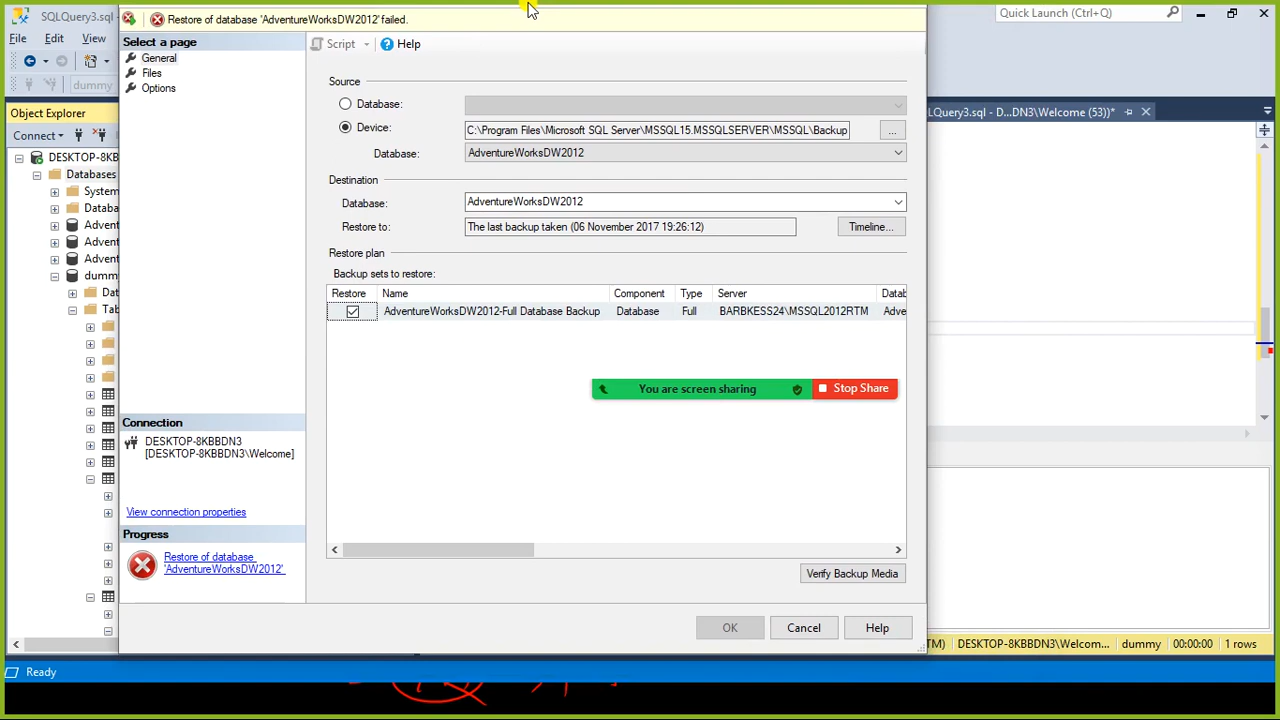 SQLQuery3.sql -
Restore of database 'AdventureWorksDW2012' failed.
Quick Launch (Ctrl+Q)
File Edit View
dummy
Object Explorer
Connect
DESKTOP-8KB
Databases
System
Databa
Advent
Advent
Advent
dumm
Dat
Tab
Select a page
General
Files
Options
Connection
DESKTOP-8KBBDN3
[DESKTOP-8KBBDN3\Welcome]
View connection properties
Progress
Restore of database
'AdventureWorksDW2012'
Script Help
Source
Database:
Device: C:\Program Files\Microsoft SQL Server\MSSQL15.MSSQLSERVER\MSSQL\Backup ...
Database: AdventureWorksDW2012
Destination
Database: AdventureWorksDW2012
Restore to: The last backup taken (06 November 2017 19:26:12) Timeline...
Restore plan
Backup sets to restore:
Restore Name Component Type Server Datab
AdventureWorksDW2012-Full Database Backup Database Full BARBKESS24\MSSQL2012RTM Adve
You are screen sharing Stop Share
Verify Backup Media
OK Cancel Help
LQuery3.sql - D...DN3\Welcome (53))*
TM) DESKTOP-8KBBDN3\Welcom... dummy 00:00:00 1 rows
Ready